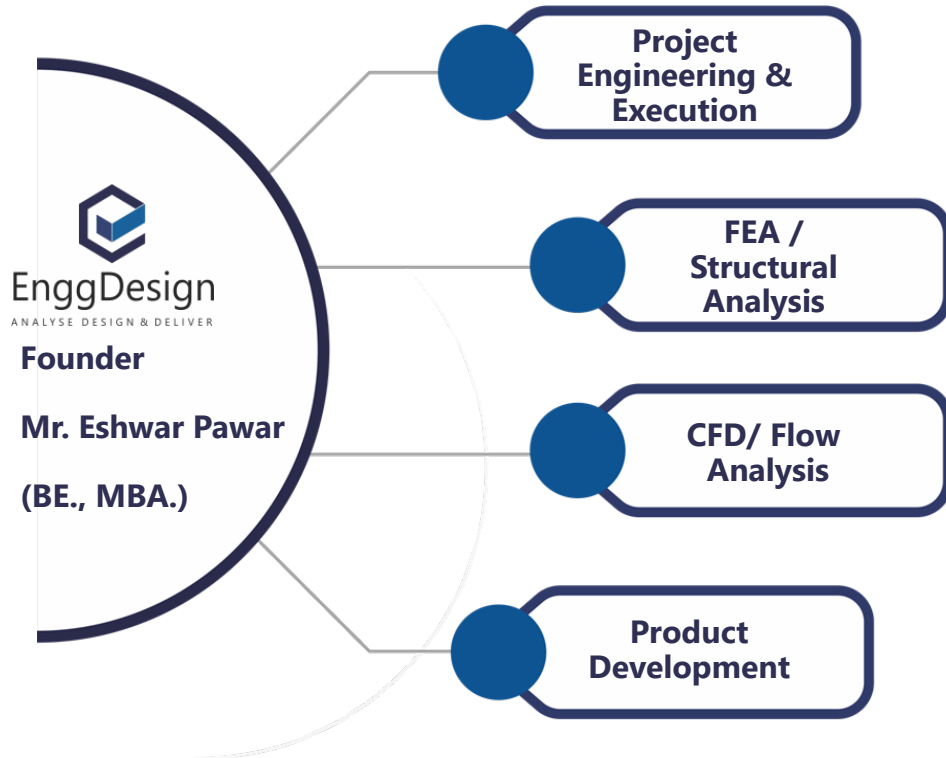 EnggDesign
ANALYSE DESIGN & DELIVER
Founder
Mr. Eshwar Pawar
(BE., MBA.)
Project
Engineering &
Execution
FEA /
Structural
Analysis
CFD/ Flow
Analysis
Product
Development